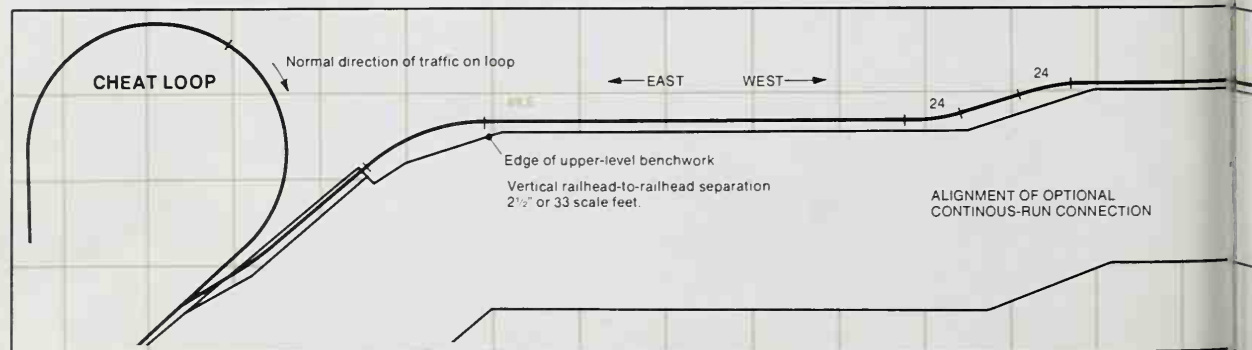 CHEAT LOOP
Normal direction of traffic on loop
EAST WEST
24
24
Edge of upper-level benchwork
Vertical railhead-to-railhead separation
2½" or 33 scale feet.
ALIGNMENT OF OPTIONAL
CONTINOUS-RUN CONNECTION